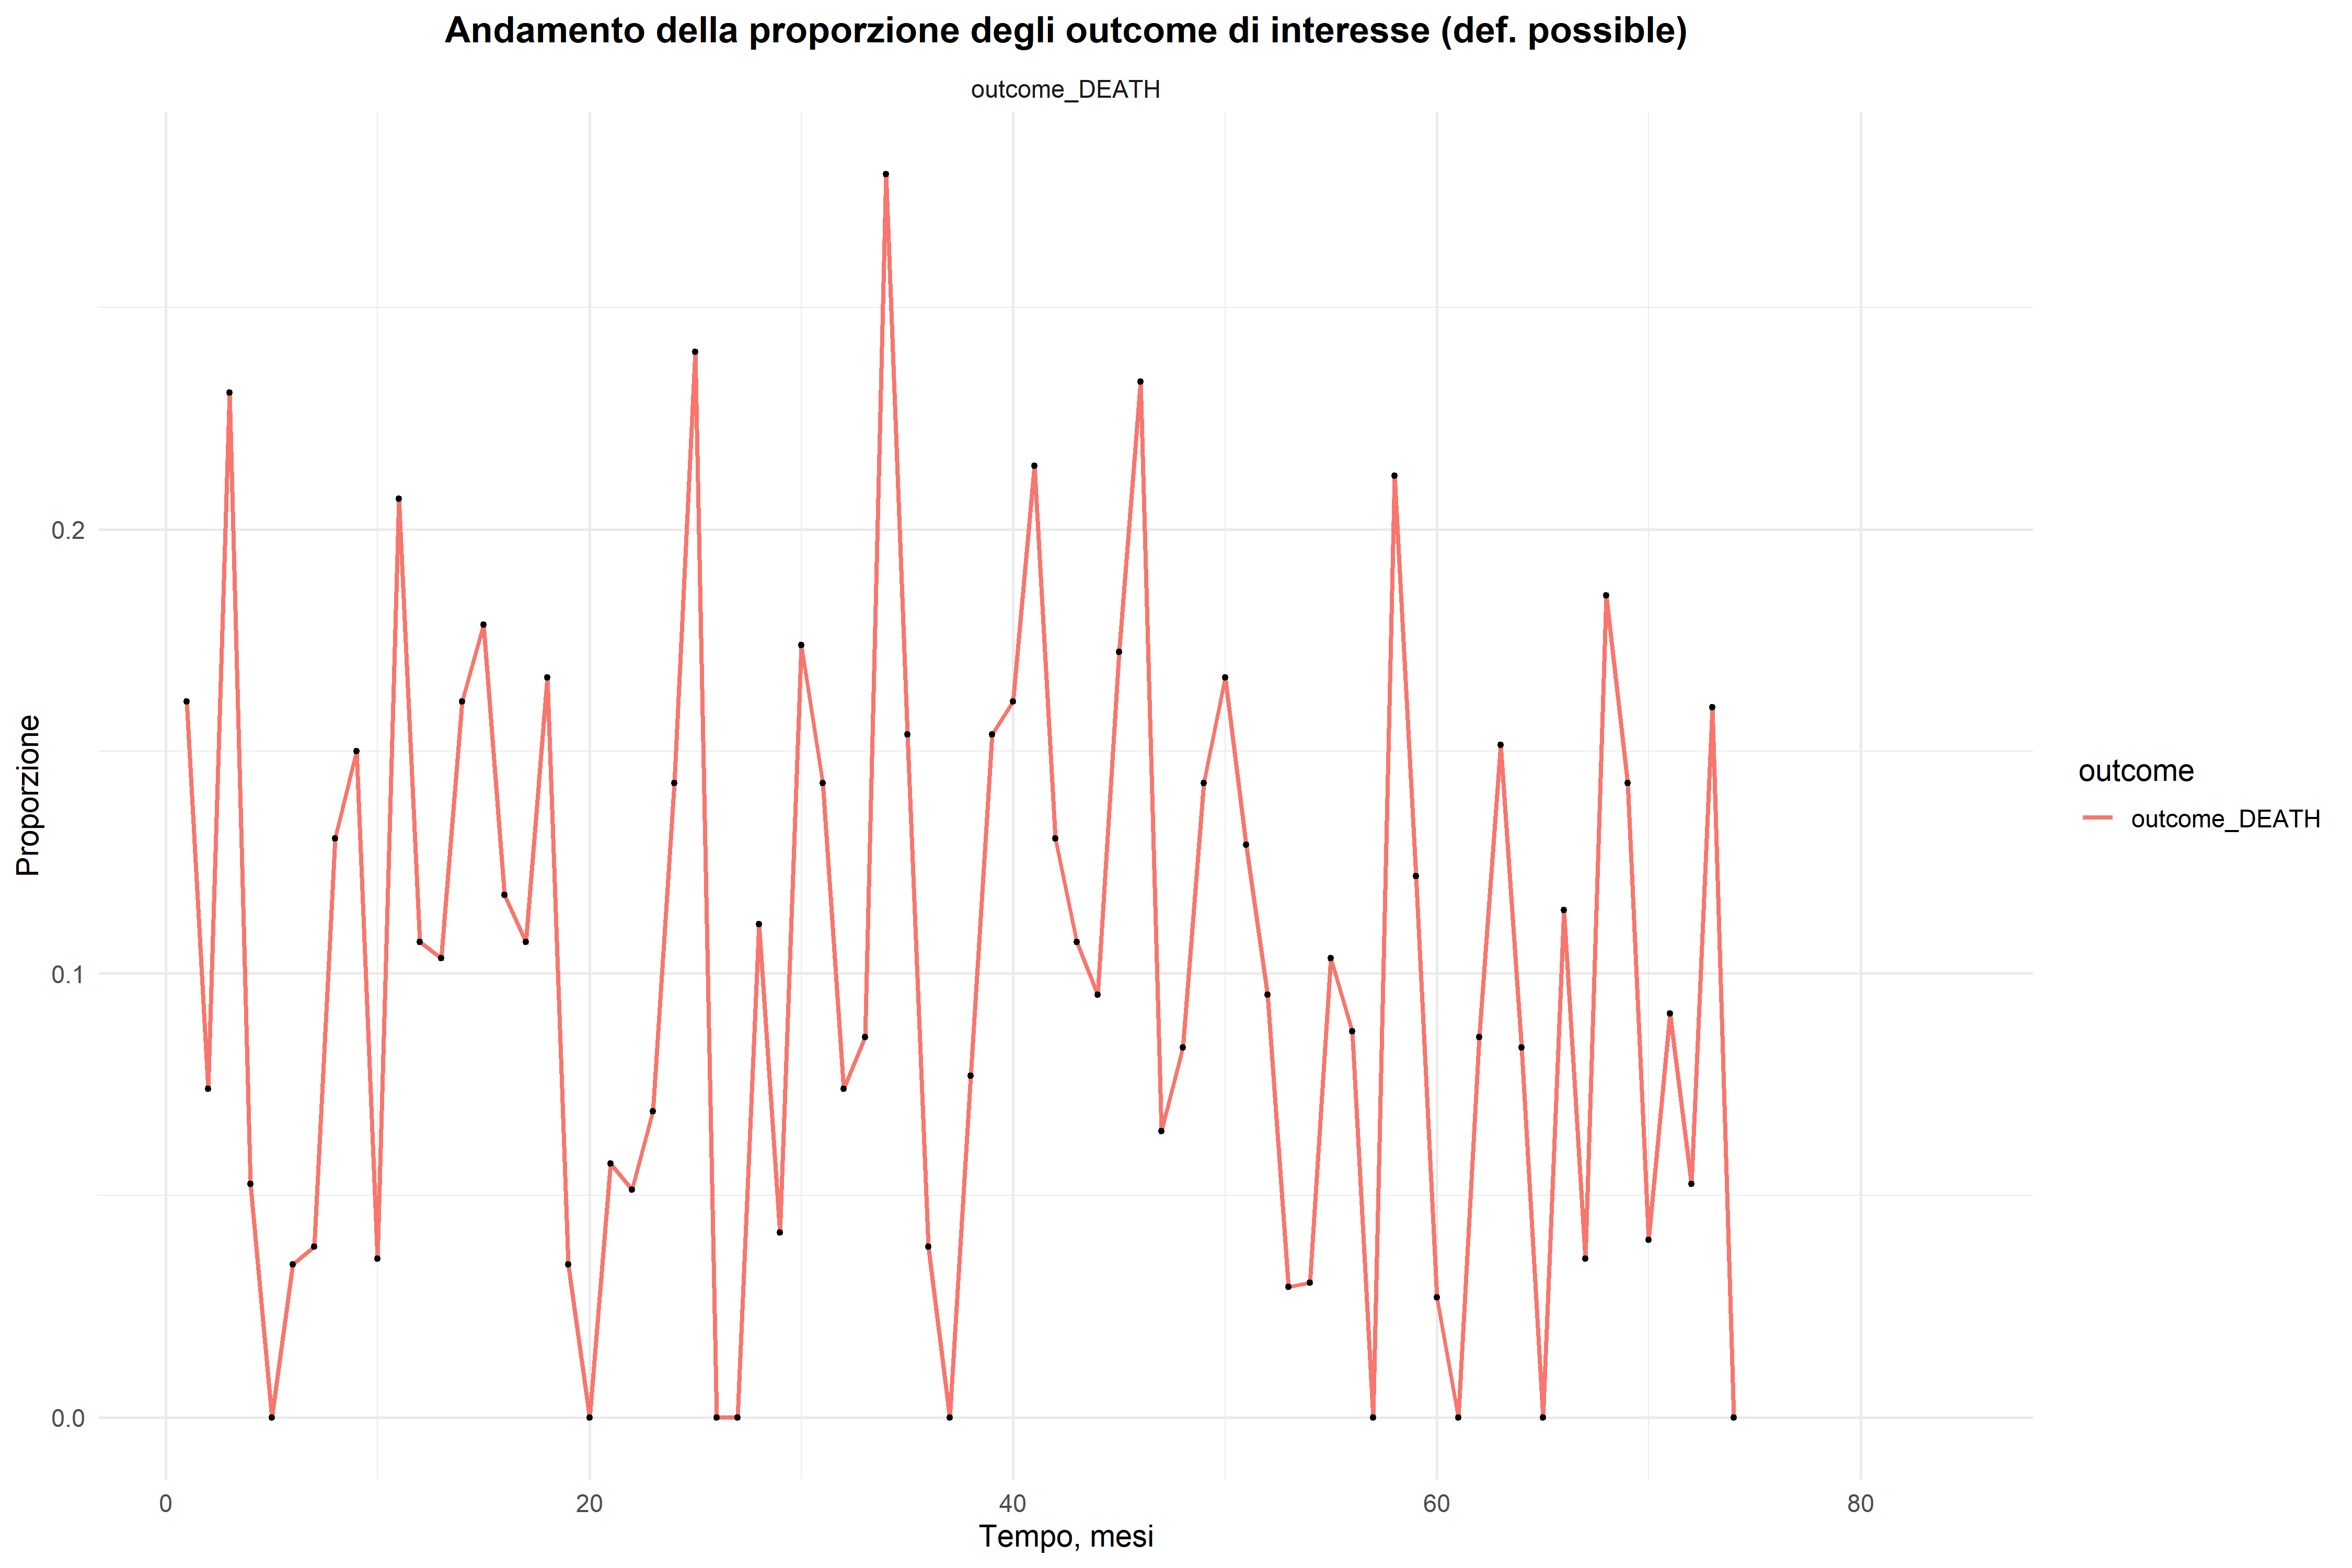 Andamento della proporzione degli outcome di interesse (def. possible)
outcome_DEATH
0.2
0.1
0.0
Proporzione
0
20
40
60
80
Tempo, mesi
outcome
outcome_DEATH